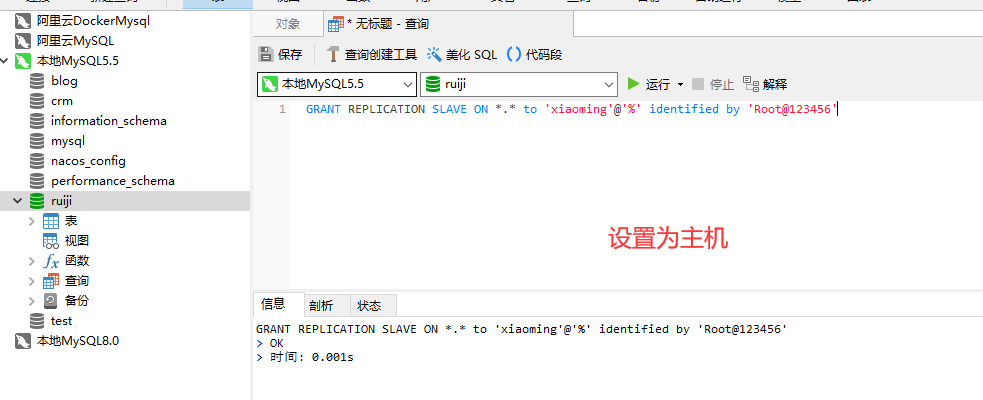 阿里云DockerMysql
阿里云MySQL
本地MySQL5.5
blog
crm
information_schema
mysql
nacos_config
performance_schema
ruiji
表
视图
函数
查询
备份
test
本地MySQL8.0
对象
* 无标题 - 查询
保存 查询创建工具 美化 SQL 代码段
本地MySQL5.5 ruiji 运行 停止 解释
1 GRANT REPLICATION SLAVE ON *.* to 'xiaoming'@'%' identified by 'Root@123456'
设置为主机
信息 剖析 状态
GRANT REPLICATION SLAVE ON *.* to 'xiaoming'@'%' identified by 'Root@123456'
> OK
> 时间: 0.001s